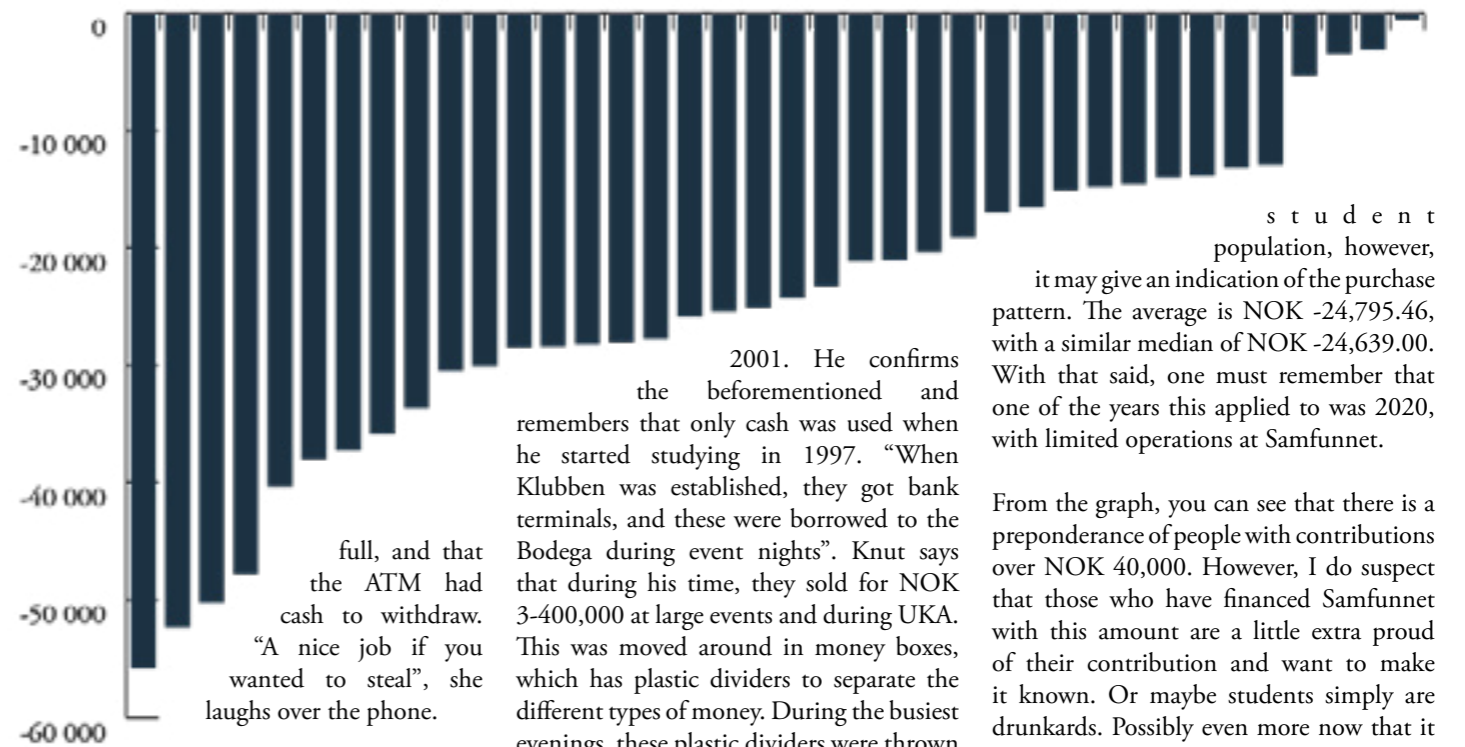 0
-10 000
-20 000
-30 000
-40 000
-50 000
-60 000
full, and that
the ATM had
cash to withdraw.
“A nice job if you
wanted to steal”, she
laughs over the phone.
2001. He confirms
the beforementioned and
remembers that only cash was used when
he started studying in 1997. “When
Klubben was established, they got bank
terminals, and these were borrowed to the
Bodega during event nights”. Knut says
that during his time, they sold for NOK
3-400,000 at large events and during UKA.
This was moved around in money boxes,
which has plastic dividers to separate the
different types of money. During the busiest
evenings, these plastic dividers were thrown
student
population, however,
it may give an indication of the purchase
pattern. The average is NOK -24,795.46,
with a similar median of NOK -24,639.00.
With that said, one must remember that
one of the years this applied to was 2020,
with limited operations at Samfunnet.
From the graph, you can see that there is a
preponderance of people with contributions
over NOK 40,000. However, I do suspect
that those who have financed Samfunnet
with this amount are a little extra proud
of their contribution and want to make
it known. Or maybe students simply are
drunkards. Possibly even more now that it